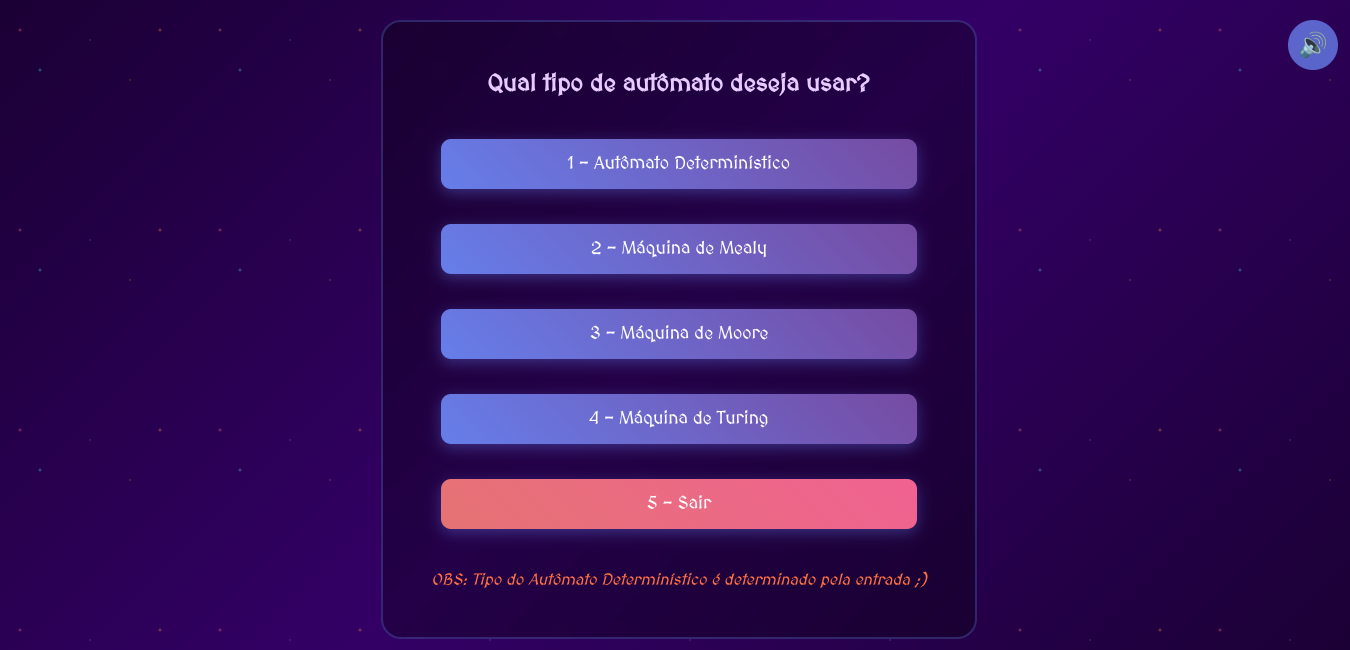 Qual tipo de autômato deseja usar?
1 - Autômato Determinístico
2 - Máquina de Mealy
3 - Máquina de Moore
4 - Máquina de Turing
5 - Sair
OBS: Tipo do Autômato Determinístico é determinado pela entrada ;)